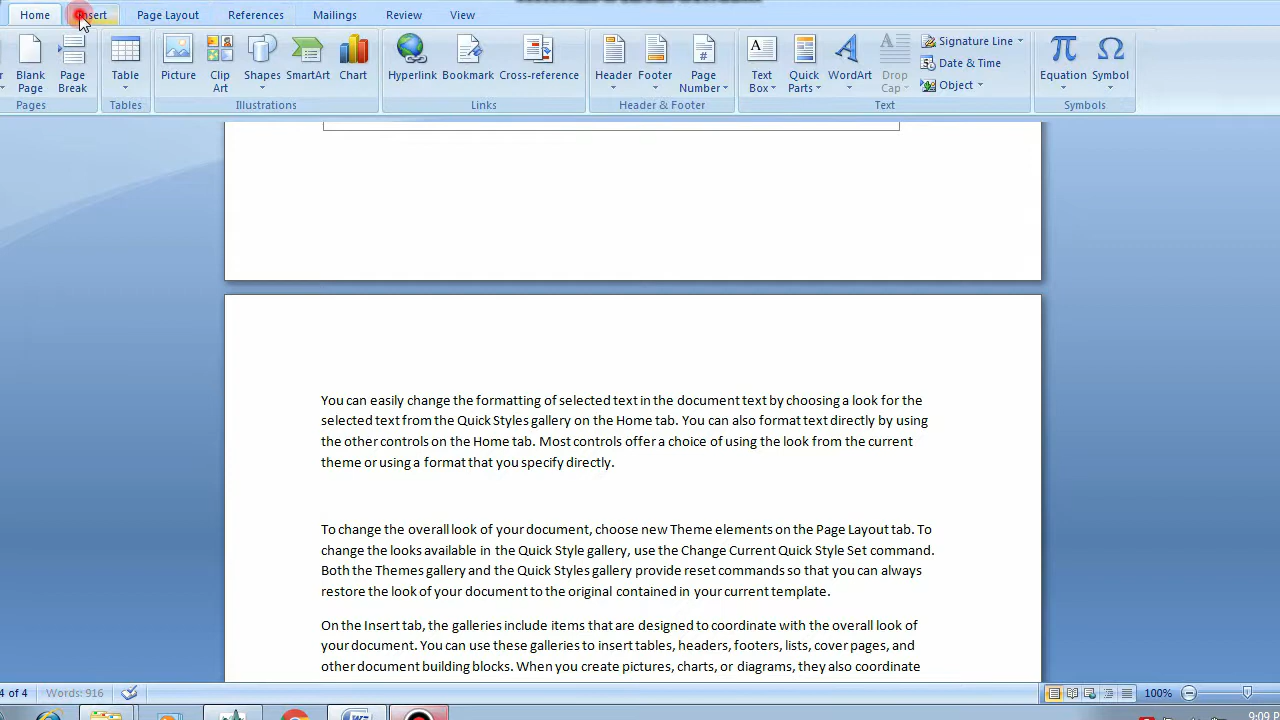 Home Insert Page Layout References Mailings Review View
Blank Page
Page Break
Table
Picture
Clip Art
Shapes
SmartArt
Chart
Hyperlink
Bookmark
Cross-reference
Header
Footer
Page Number
Text Box
Quick Parts
WordArt
Drop Cap
Signature Line
Date & Time
Object
Equation
Symbol
Pages Tables Illustrations Links Header & Footer Text Symbols
You can easily change the formatting of selected text in the document text by choosing a look for the
selected text from the Quick Styles gallery on the Home tab. You can also format text directly by using
the other controls on the Home tab. Most controls offer a choice of using the look from the current
theme or using a format that you specify directly.
To change the overall look of your document, choose new Theme elements on the Page Layout tab. To
change the looks available in the Quick Style gallery, use the Change Current Quick Style Set command.
Both the Themes gallery and the Quick Styles gallery provide reset commands so that you can always
restore the look of your document to the original contained in your current template.
On the Insert tab, the galleries include items that are designed to coordinate with the overall look of
your document. You can use these galleries to insert tables, headers, footers, lists, cover pages, and
other document building blocks. When you create pictures, charts, or diagrams, they also coordinate
4 of 4 Words: 916 100%
9:09 P